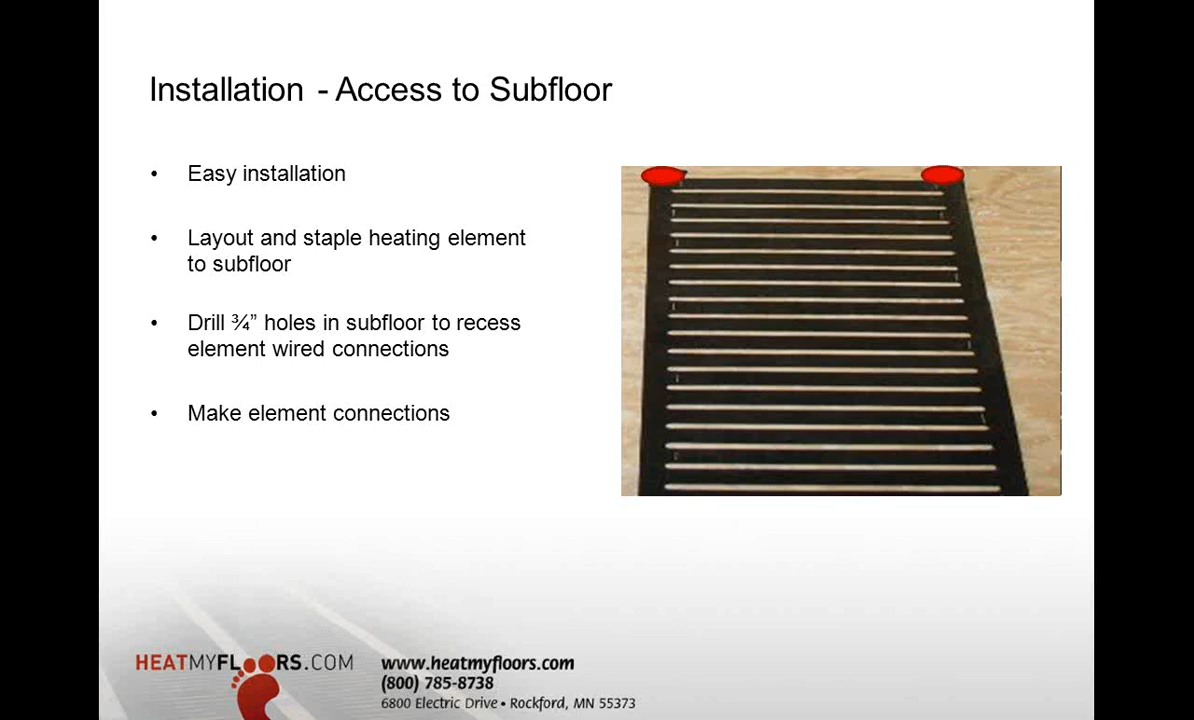 Installation - Access to Subfloor
• Easy installation
• Layout and staple heating element
to subfloor
• Drill ¾” holes in subfloor to recess
element wired connections
• Make element connections
HEATMYFLOORS.COM
www.heatmyfloors.com
(800) 785-8738
6800 Electric Drive • Rockford, MN 55373